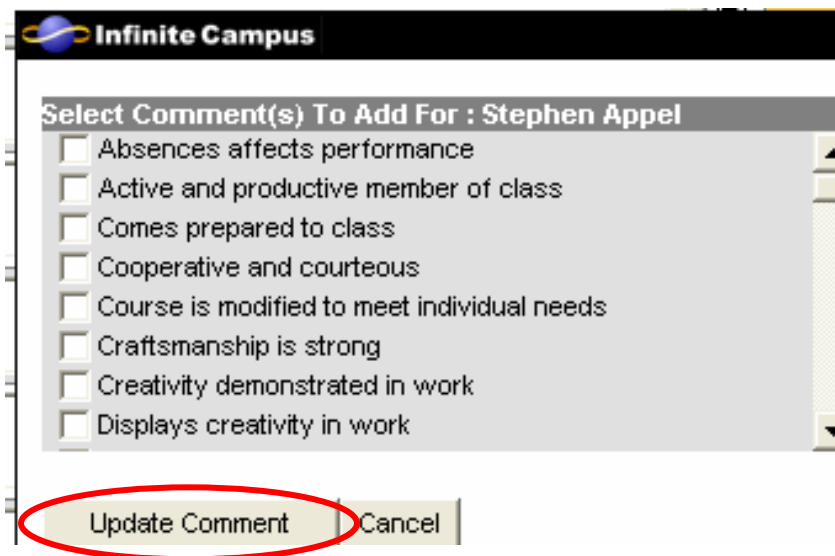 Infinite Campus
Select Comment(s) To Add For : Stephen Appel
Absences affects performance
Active and productive member of class
Comes prepared to class
Cooperative and courteous
Course is modified to meet individual needs
Craftsmanship is strong
Creativity demonstrated in work
Displays creativity in work
Update Comment Cancel